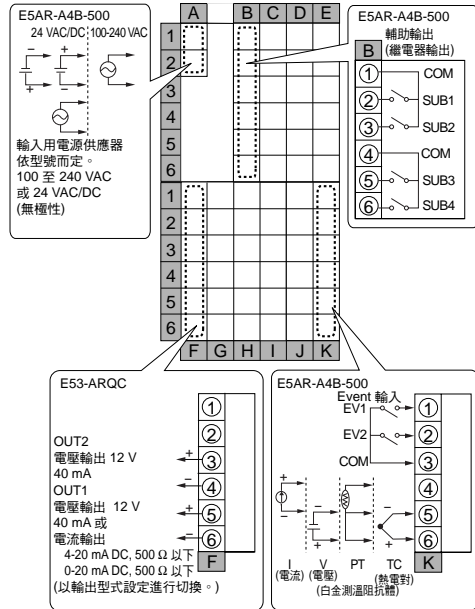 E5AR-A4B-500
24 VAC/DC 100-240 VAC
輸入用電源供應器
依型號而定。
100 至 240 VAC
或 24 VAC/DC
(無極性)
A B C D E
1
2
3
4
5
6
1
2
3
4
5
6
F G H I J K
E5AR-A4B-500
輔助輸出
(繼電器輸出)
B
① COM
② SUB1
③ SUB2
④ COM
⑤ SUB3
⑥ SUB4
E53-ARQC
①
②
③
④
⑤
⑥
F
OUT2
電壓輸出 12 V
40 mA
OUT1
電壓輸出 12 V
40 mA 或
電流輸出
4-20 mA DC, 500 Ω 以下
0-20 mA DC, 500 Ω 以下
(以輸出型式設定進行切換。)
E5AR-A4B-500
Event 輸入
EV1 ①
EV2 ②
COM ③
④
⑤
⑥
K
I V PT TC
(電流) (電壓) (白金測溫阻抗體) (熱電對)